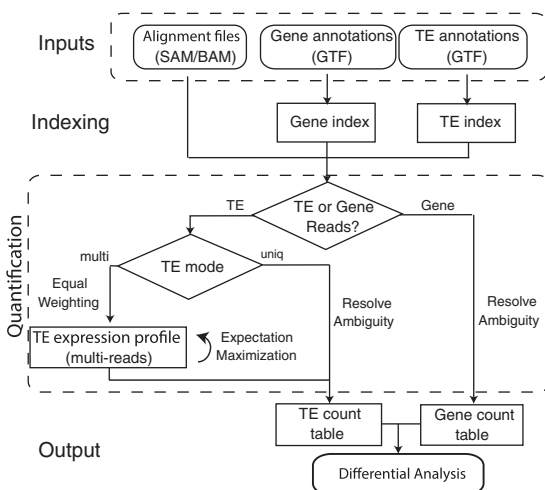 Inputs
Alignment files
(SAM/BAM)
Gene annotations
(GTF)
TE annotations
(GTF)
Indexing
Gene index
TE index
Quantification
TE or Gene
Reads?
TE
Gene
TE mode
multi
uniq
Equal
Weighting
Resolve
Ambiguity
Resolve
Ambiguity
TE expression profile
(multi-reads)
Expectation
Maximization
Output
TE count
table
Gene count
table
Differential Analysis